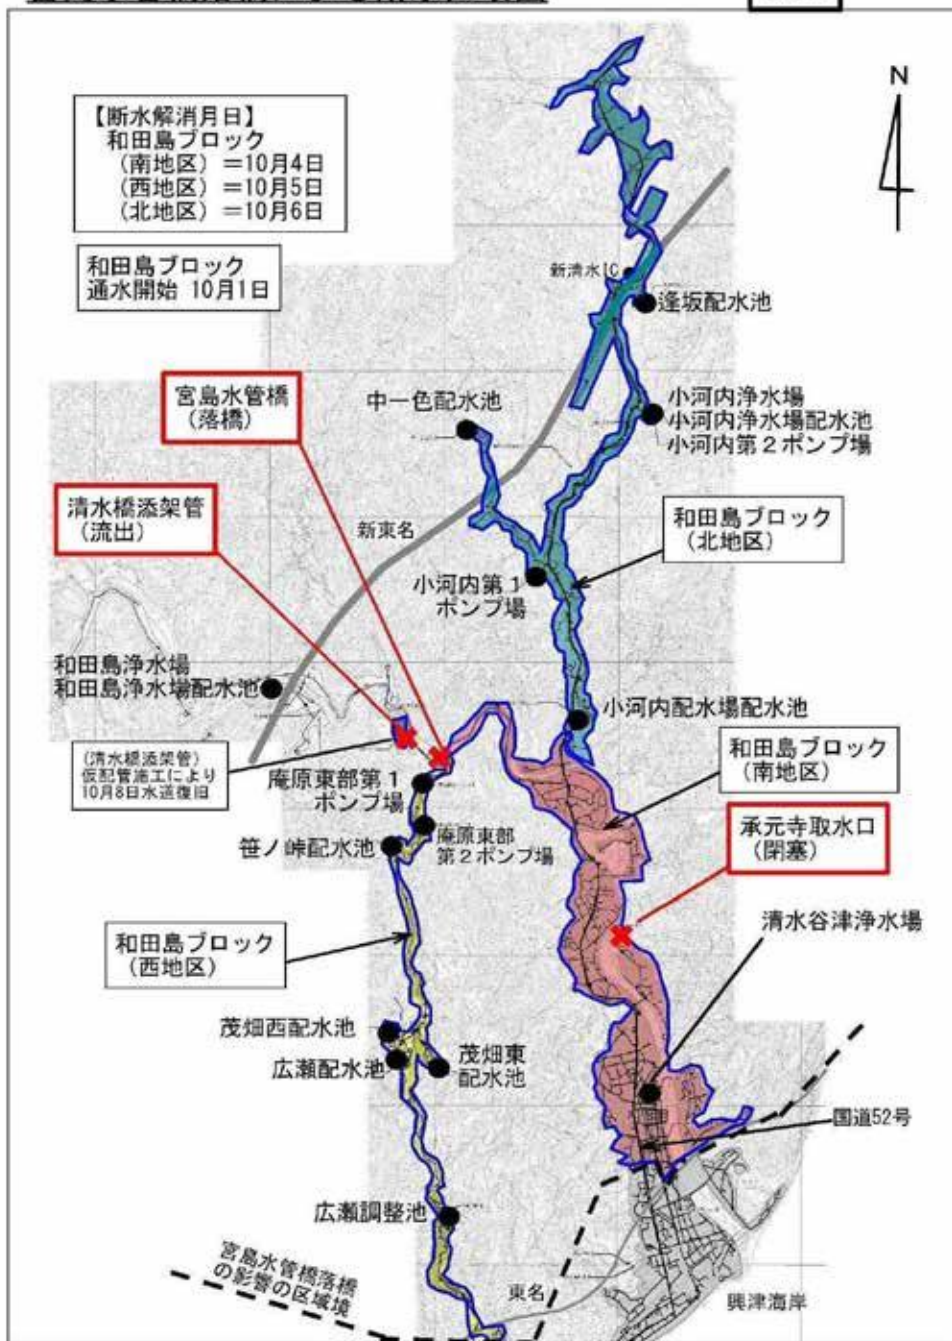 N
【断水解消月日】
和田島ブロック
(南地区)＝10月4日
(西地区)＝10月5日
(北地区)＝10月6日
和田島ブロック
通水開始 10月1日
新清水IC
逢坂配水池
宮島水管橋
(落橋)
中一色配水池
小河内浄水場
小河内浄水場配水池
小河内第2ポンプ場
清水橋添架管
(流出)
新東名
和田島ブロック
(北地区)
小河内第1
ポンプ場
和田島浄水場
和田島浄水場配水池
小河内配水場配水池
(清水橋添架管)
仮配管施工により
10月8日水道復旧
庵原東部第1
ポンプ場
和田島ブロック
(南地区)
笹ノ峠配水池
庵原東部
第2ポンプ場
承元寺取水口
(閉塞)
清水谷津浄水場
和田島ブロック
(西地区)
茂畑西配水池
広瀬配水池
茂畑東
配水池
国道52号
広瀬調整池
宮島水管橋落橋
の影響の区域境
東名
興津海岸